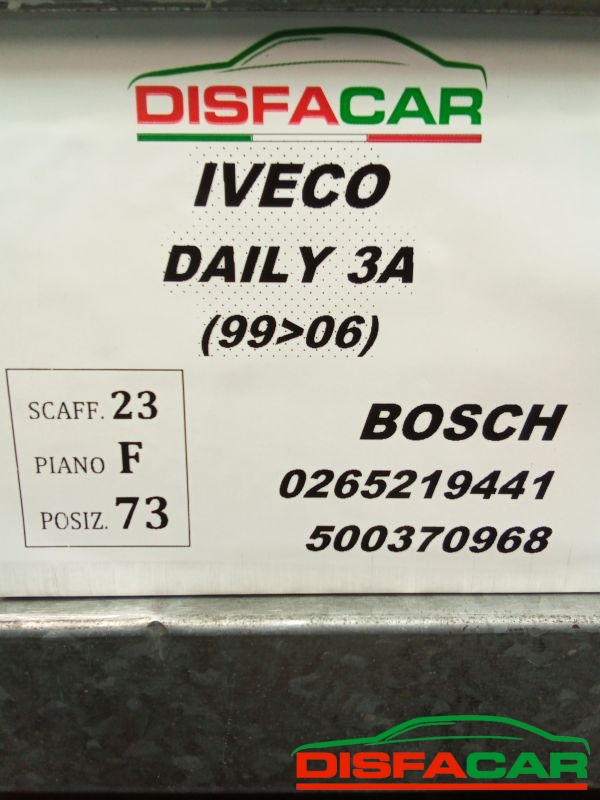 DISFACAR
IVECO
DAILY 3A
(99>06)
SCAFF. 23
PIANO F
POSIZ. 73
BOSCH
0265219441
500370968
DISFACAR